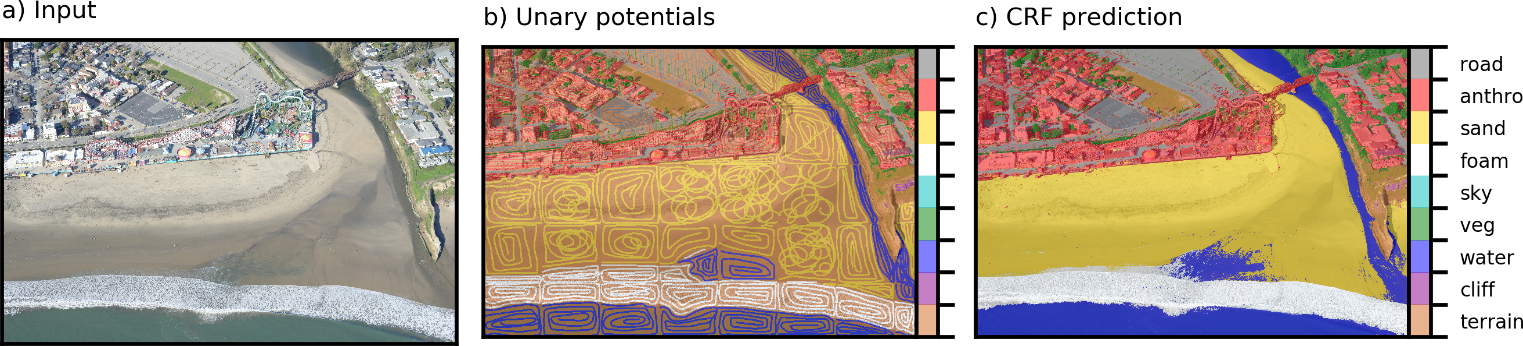 a) Input
b) Unary potentials
c) CRF prediction
road
anthro
sand
foam
sky
veg
water
cliff
terrain